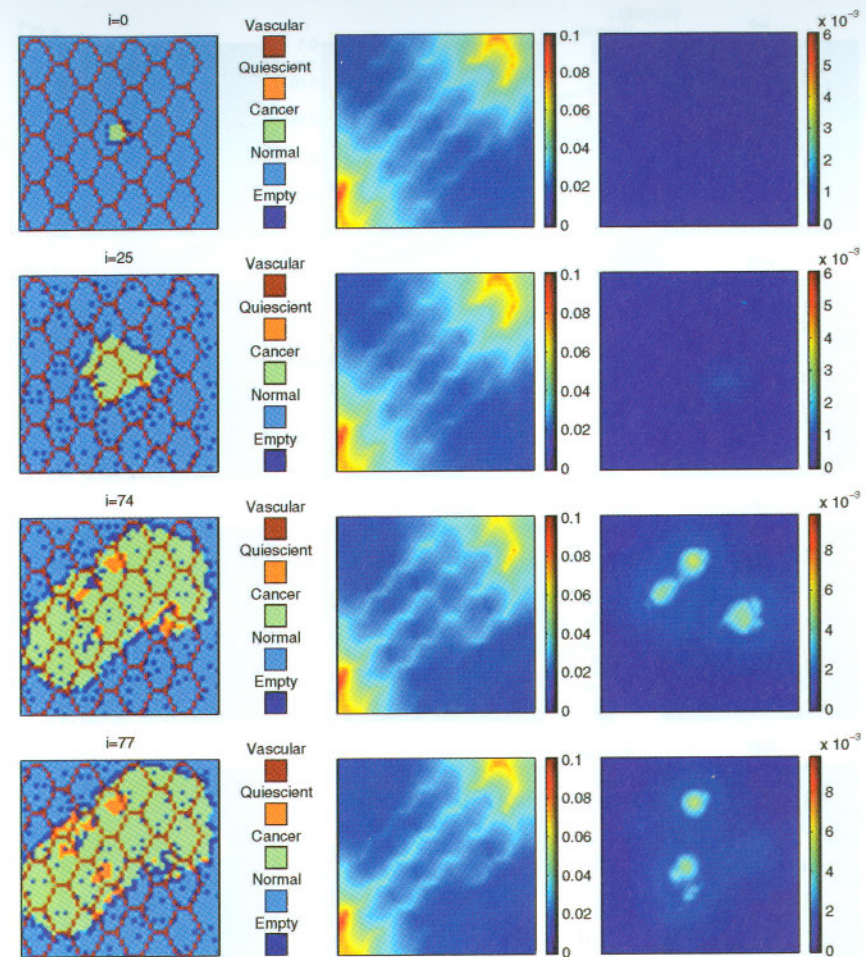 i=0
Vascular
Quiescient
Cancer
Normal
Empty
0.1
0.08
0.06
0.04
0.02
0
x 10⁻³
6
5
4
3
2
1
0
i=25
Vascular
Quiescient
Cancer
Normal
Empty
0.1
0.08
0.06
0.04
0.02
0
x 10⁻³
6
5
4
3
2
1
0
i=74
Vascular
Quiescient
Cancer
Normal
Empty
0.1
0.08
0.06
0.04
0.02
0
x 10⁻³
8
6
4
2
0
i=77
Vascular
Quiescient
Cancer
Normal
Empty
0.1
0.08
0.06
0.04
0.02
0
x 10⁻³
8
6
4
2
0